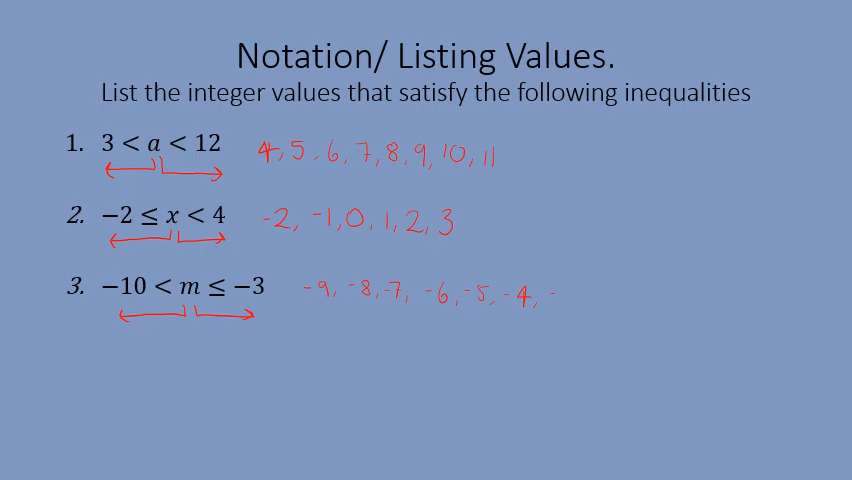 Notation/ Listing Values.
List the integer values that satisfy the following inequalities
1. 3 < a < 12 4, 5, 6, 7, 8, 9, 10, 11
2. −2 ≤ x < 4 -2, -1, 0, 1, 2, 3
3. −10 < m ≤ −3 -9, -8, -7, -6, -5, -4, -